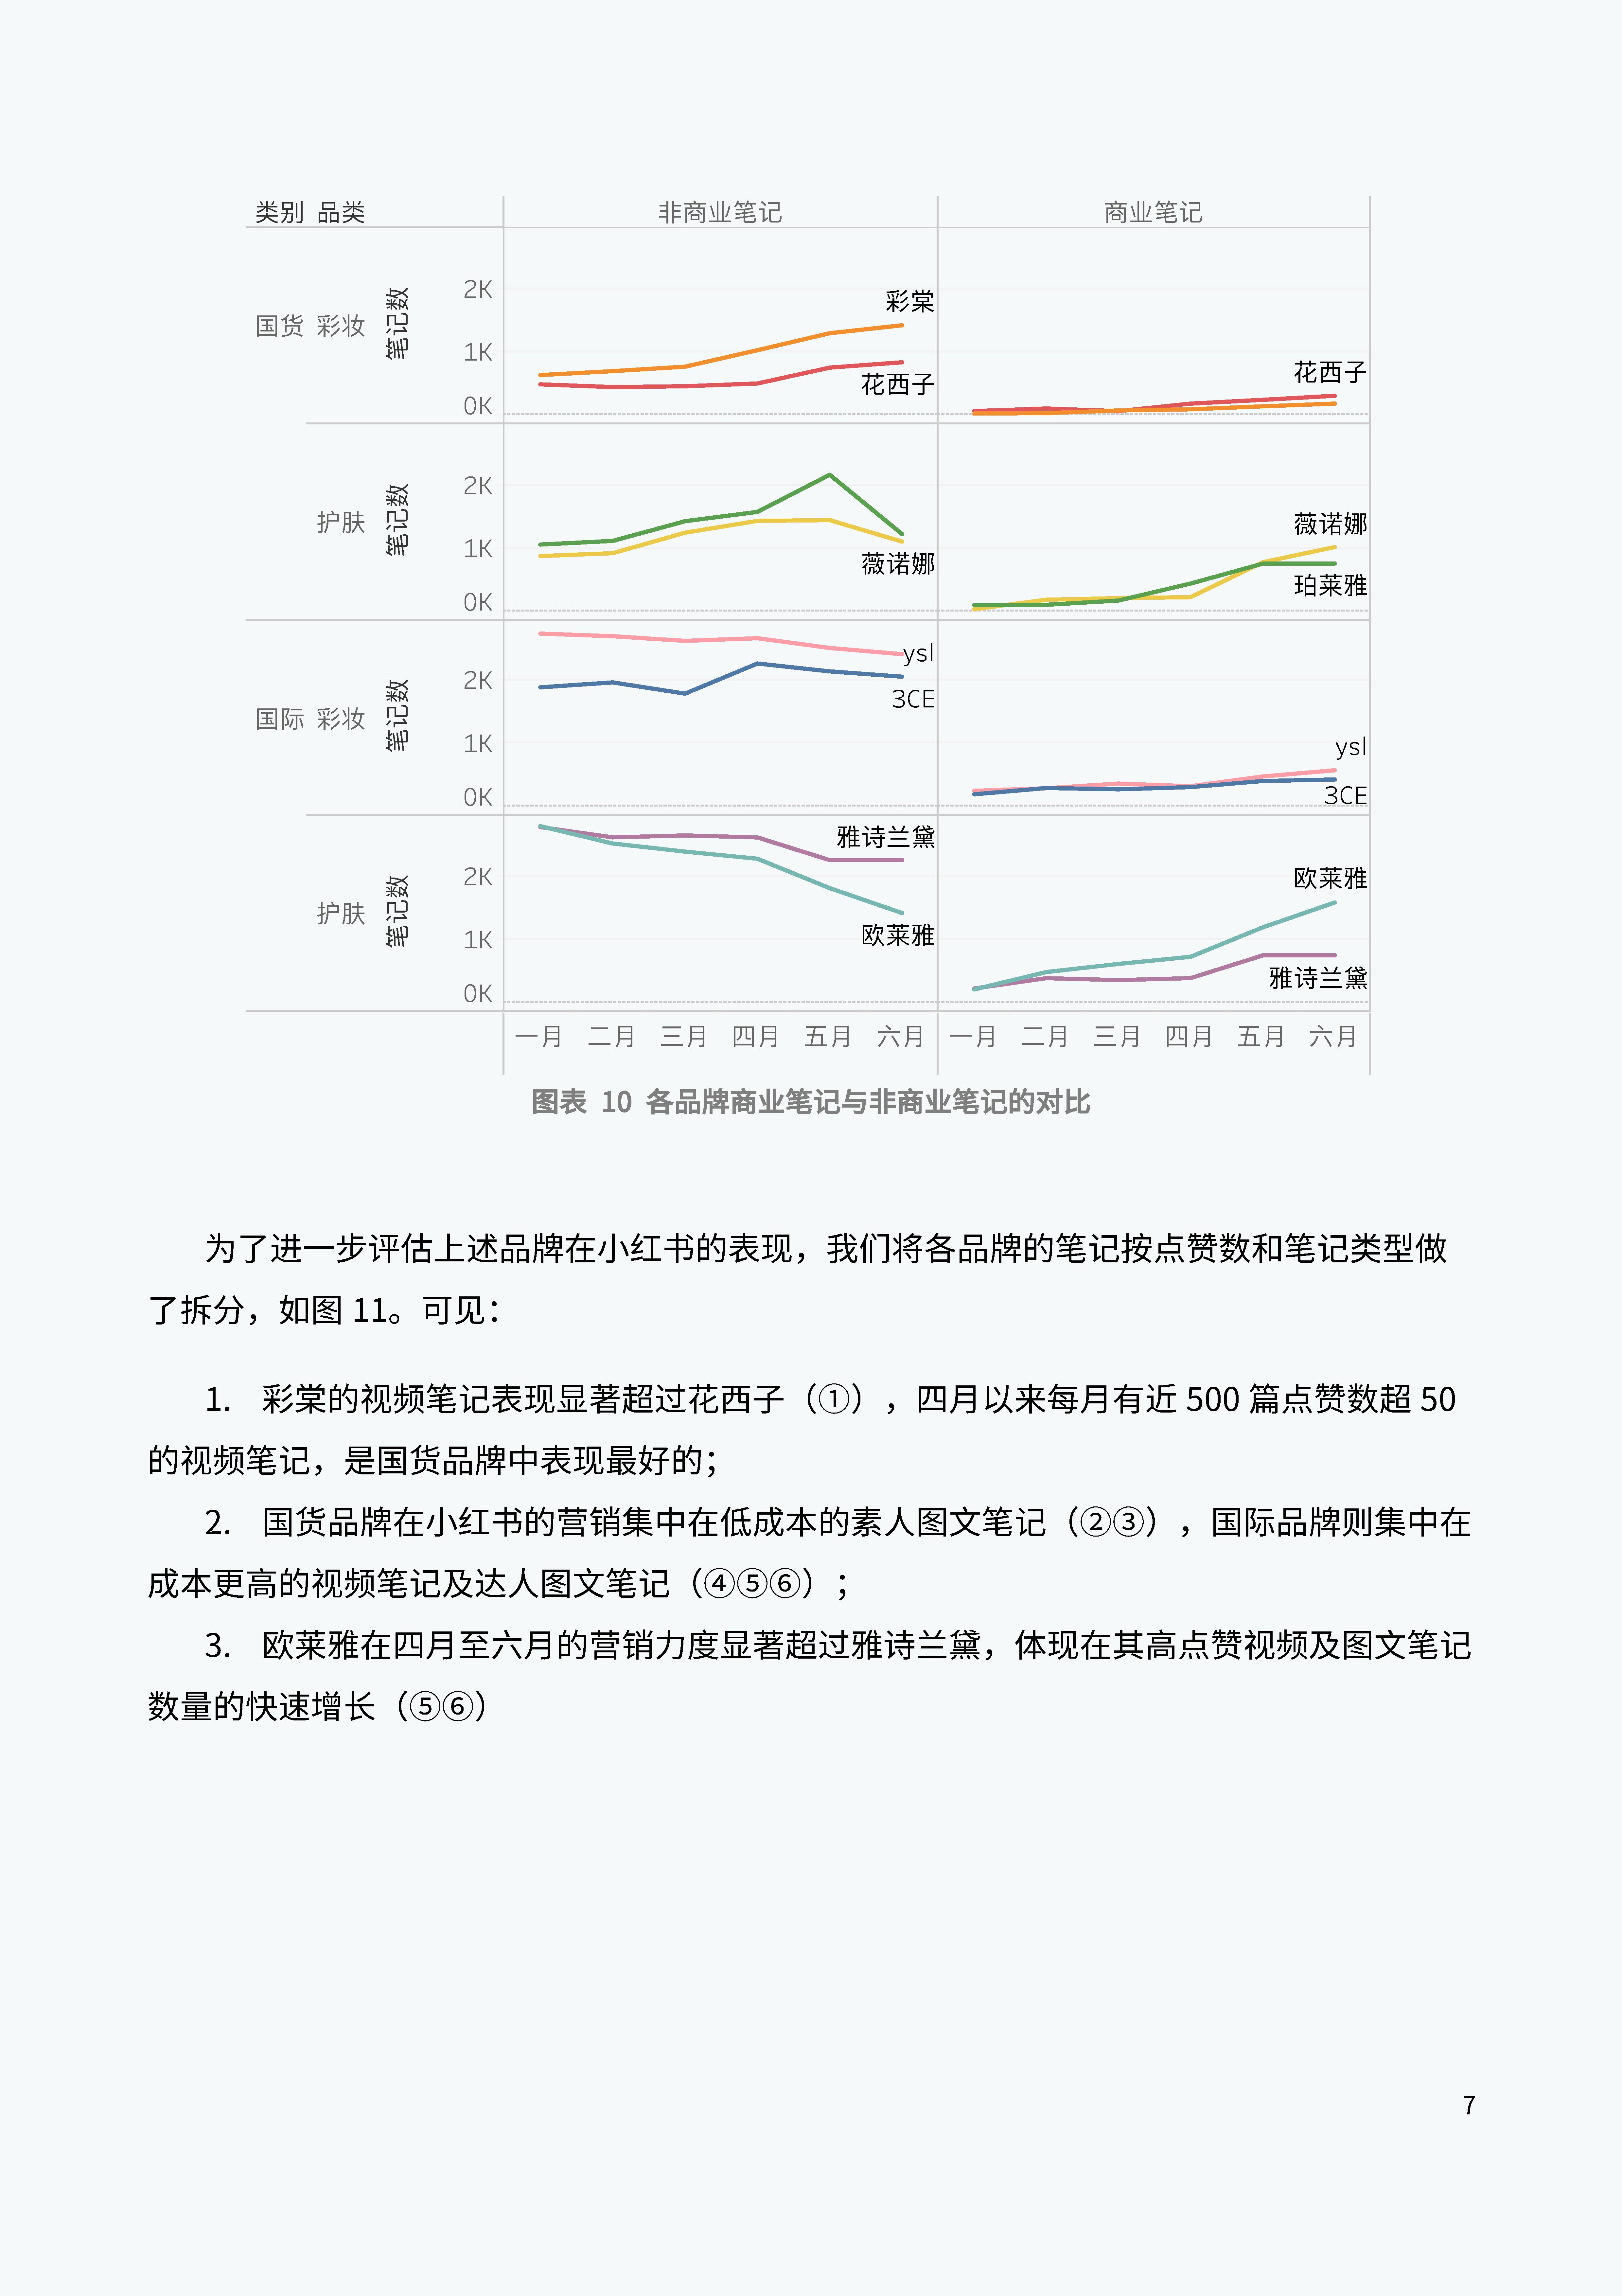 类别 品类 非商业笔记 商业笔记
国货 彩妆 笔记数
2K
1K
0K
彩棠
花西子
花西子
护肤 笔记数
2K
1K
0K
薇诺娜
薇诺娜
珀莱雅
国际 彩妆 笔记数
2K
1K
0K
ysl
3CE
ysl
3CE
护肤 笔记数
2K
1K
0K
雅诗兰黛
欧莱雅
欧莱雅
雅诗兰黛
一月 二月 三月 四月 五月 六月 一月 二月 三月 四月 五月 六月
图表 10 各品牌商业笔记与非商业笔记的对比
为了进一步评估上述品牌在小红书的表现，我们将各品牌的笔记按点赞数和笔记类型做
了拆分，如图 11。可见：
1. 彩棠的视频笔记表现显著超过花西子（①），四月以来每月有近 500 篇点赞数超 50
的视频笔记，是国货品牌中表现最好的；
2. 国货品牌在小红书的营销集中在低成本的素人图文笔记（②③），国际品牌则集中在
成本更高的视频笔记及达人图文笔记（④⑤⑥）；
3. 欧莱雅在四月至六月的营销力度显著超过雅诗兰黛，体现在其高点赞视频及图文笔记
数量的快速增长（⑤⑥）
7